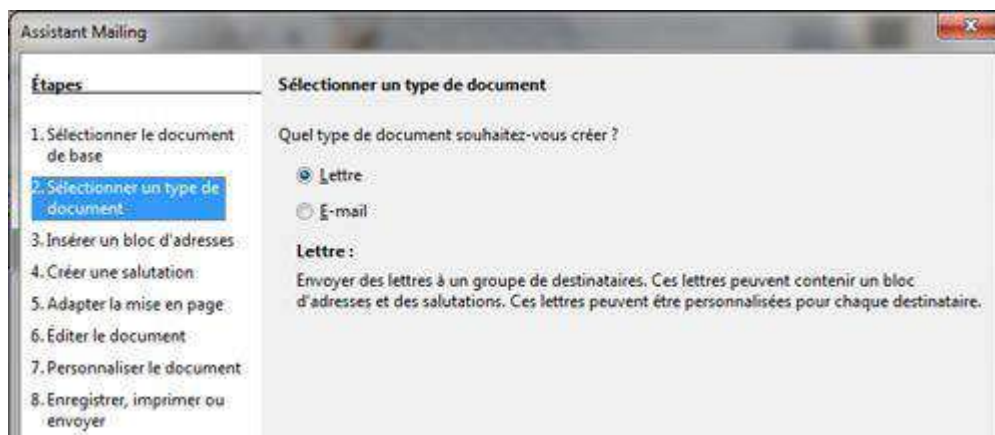 Assistant Mailing
Étapes
1. Sélectionner le document
de base
2. Sélectionner un type de
document
3. Insérer un bloc d'adresses
4. Créer une salutation
5. Adapter la mise en page
6. Éditer le document
7. Personnaliser le document
8. Enregistrer, imprimer ou
envoyer
Sélectionner un type de document
Quel type de document souhaitez-vous créer ?
Lettre
E-mail
Lettre :
Envoyer des lettres à un groupe de destinataires. Ces lettres peuvent contenir un bloc
d'adresses et des salutations. Ces lettres peuvent être personnalisées pour chaque destinataire.